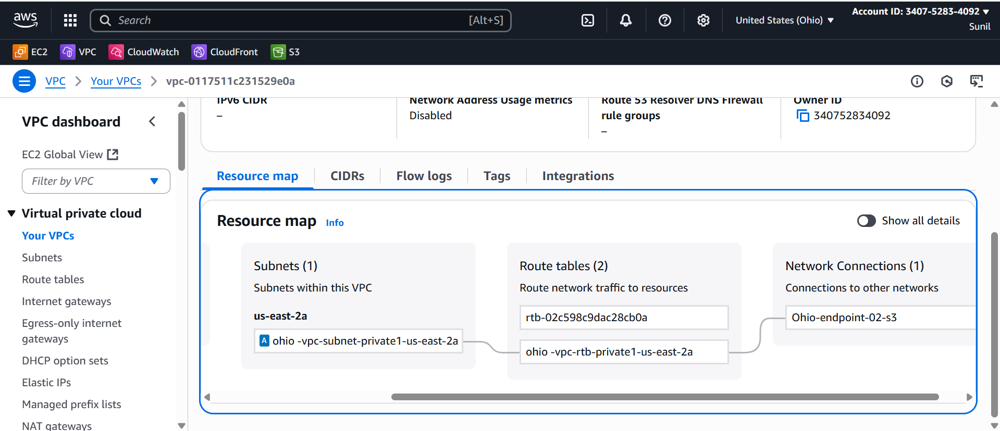 aws
Search
[Alt+S]
United States (Ohio)
Account ID: 3407-5283-4092
Sunil
EC2
VPC
CloudWatch
CloudFront
S3
VPC
Your VPCs
vpc-0117511c231529e0a
VPC dashboard
EC2 Global View
Filter by VPC
Virtual private cloud
Your VPCs
Subnets
Route tables
Internet gateways
Egress-only internet
gateways
DHCP option sets
Elastic IPs
Managed prefix lists
NAT gateways
IPv6 CIDR
–
Network Address Usage metrics
Disabled
Route 53 Resolver DNS Firewall
rule groups
–
Owner ID
340752834092
Resource map
CIDRs
Flow logs
Tags
Integrations
Resource map
Info
Show all details
Subnets (1)
Subnets within this VPC
us-east-2a
A ohio -vpc-subnet-private1-us-east-2a
Route tables (2)
Route network traffic to resources
rtb-02c598c9dac28cb0a
ohio -vpc-rtb-private1-us-east-2a
Network Connections (1)
Connections to other networks
Ohio-endpoint-02-s3